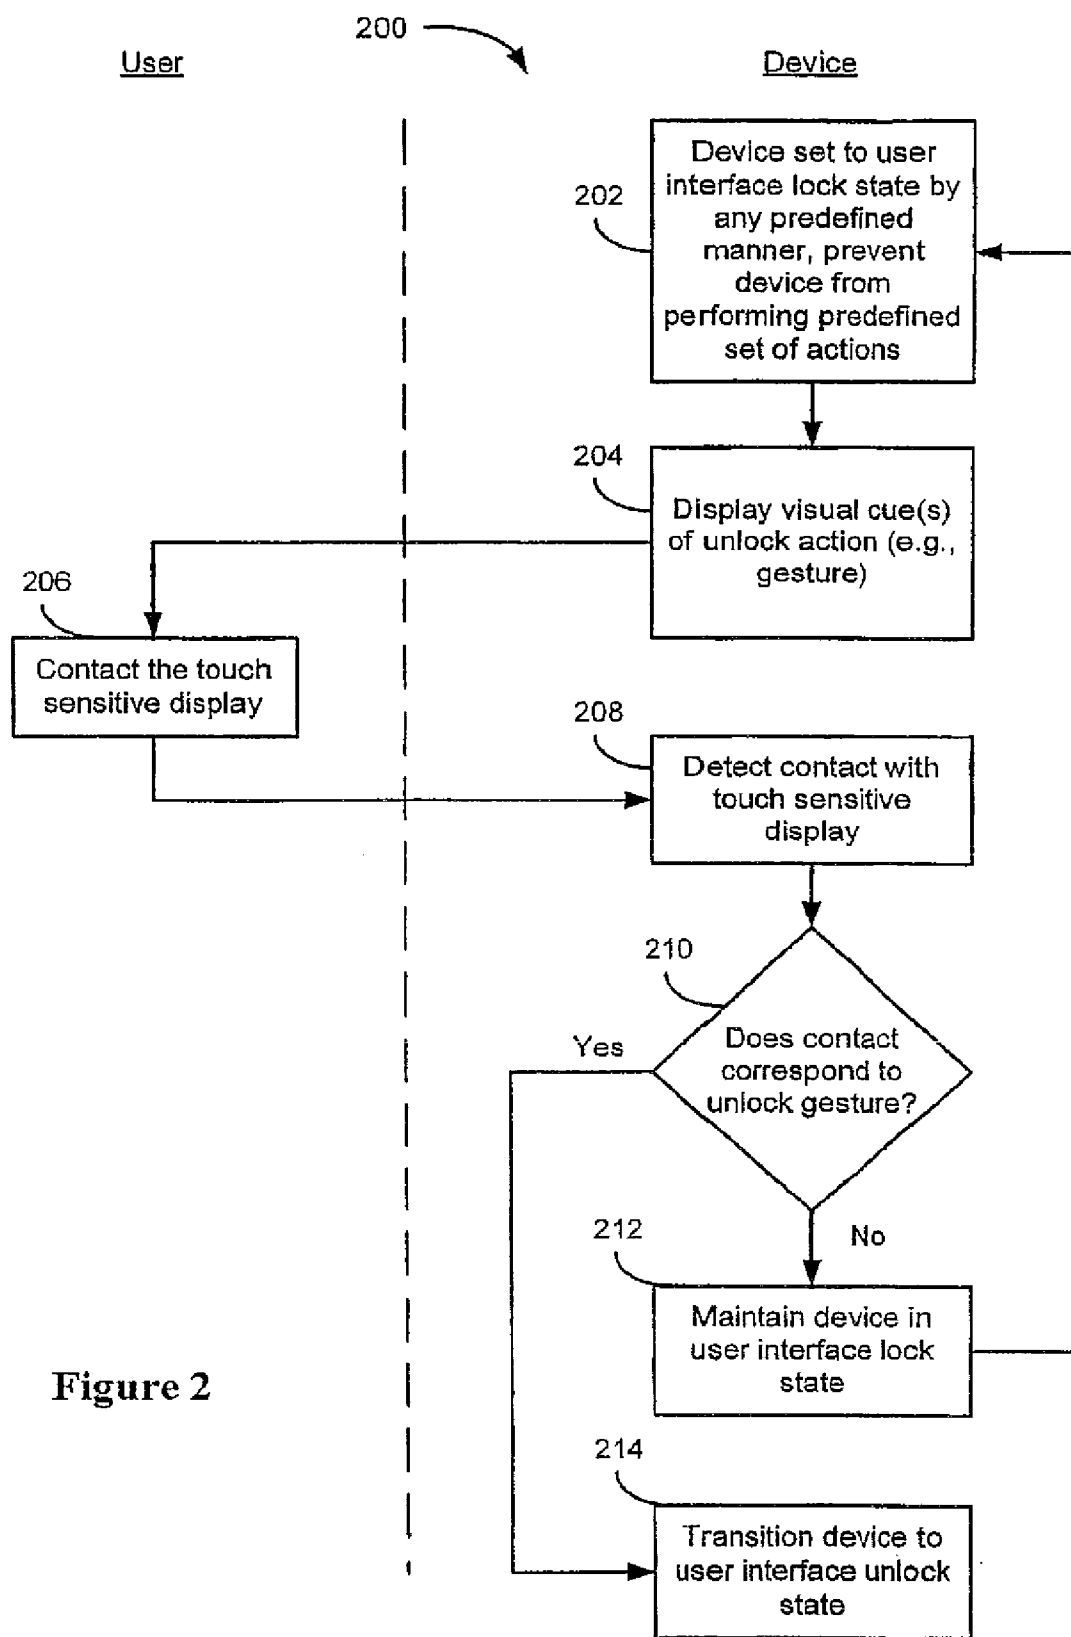 200
User
Device
202
Device set to user
interface lock state by
any predefined
manner, prevent
device from
performing predefined
set of actions
204
Display visual cue(s)
of unlock action (e.g.,
gesture)
206
Contact the touch
sensitive display
208
Detect contact with
touch sensitive
display
210
Does contact
correspond to
unlock gesture?
Yes
No
212
Maintain device in
user interface lock
state
Figure 2
214
Transition device to
user interface unlock
state